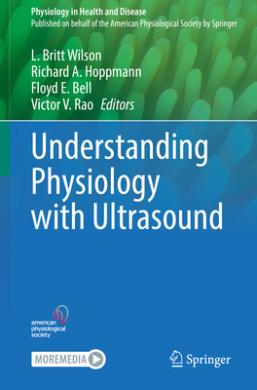 Physiology in Health and Disease
Published on behalf of the American Physiological Society by Springer
L. Britt Wilson
Richard A. Hoppmann
Floyd E. Bell
Victor V. Rao Editors
Understanding
Physiology
with Ultrasound
american
physiological
society
MOREMEDIA
Springer